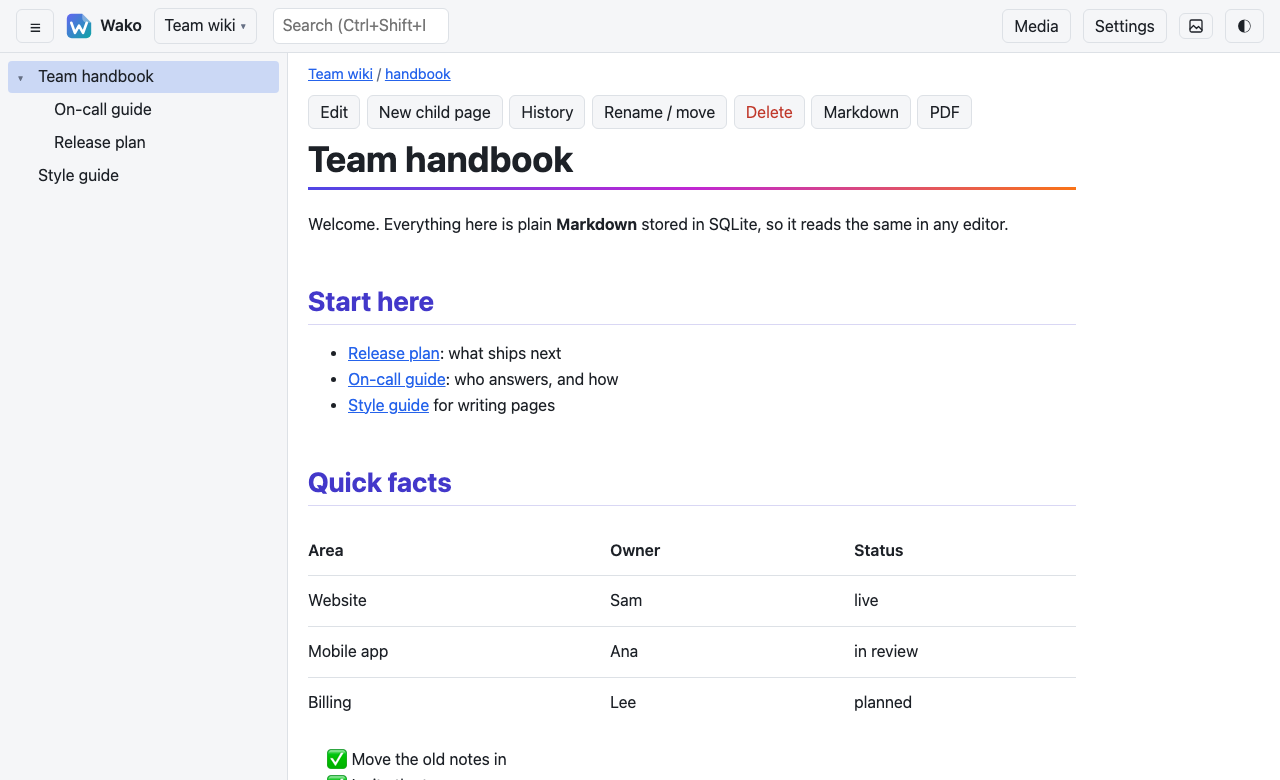 ≡ Wako Team wiki ▾ Search (Ctrl+Shift+ Media Settings
▾ Team handbook
On-call guide
Release plan
Style guide
Team wiki / handbook
Edit New child page History Rename / move Delete Markdown PDF
Team handbook
Welcome. Everything here is plain Markdown stored in SQLite, so it reads the same in any editor.
Start here
• Release plan: what ships next
• On-call guide: who answers, and how
• Style guide for writing pages
Quick facts
Area Owner Status
Website Sam live
Mobile app Ana in review
Billing Lee planned
✅ Move the old notes in